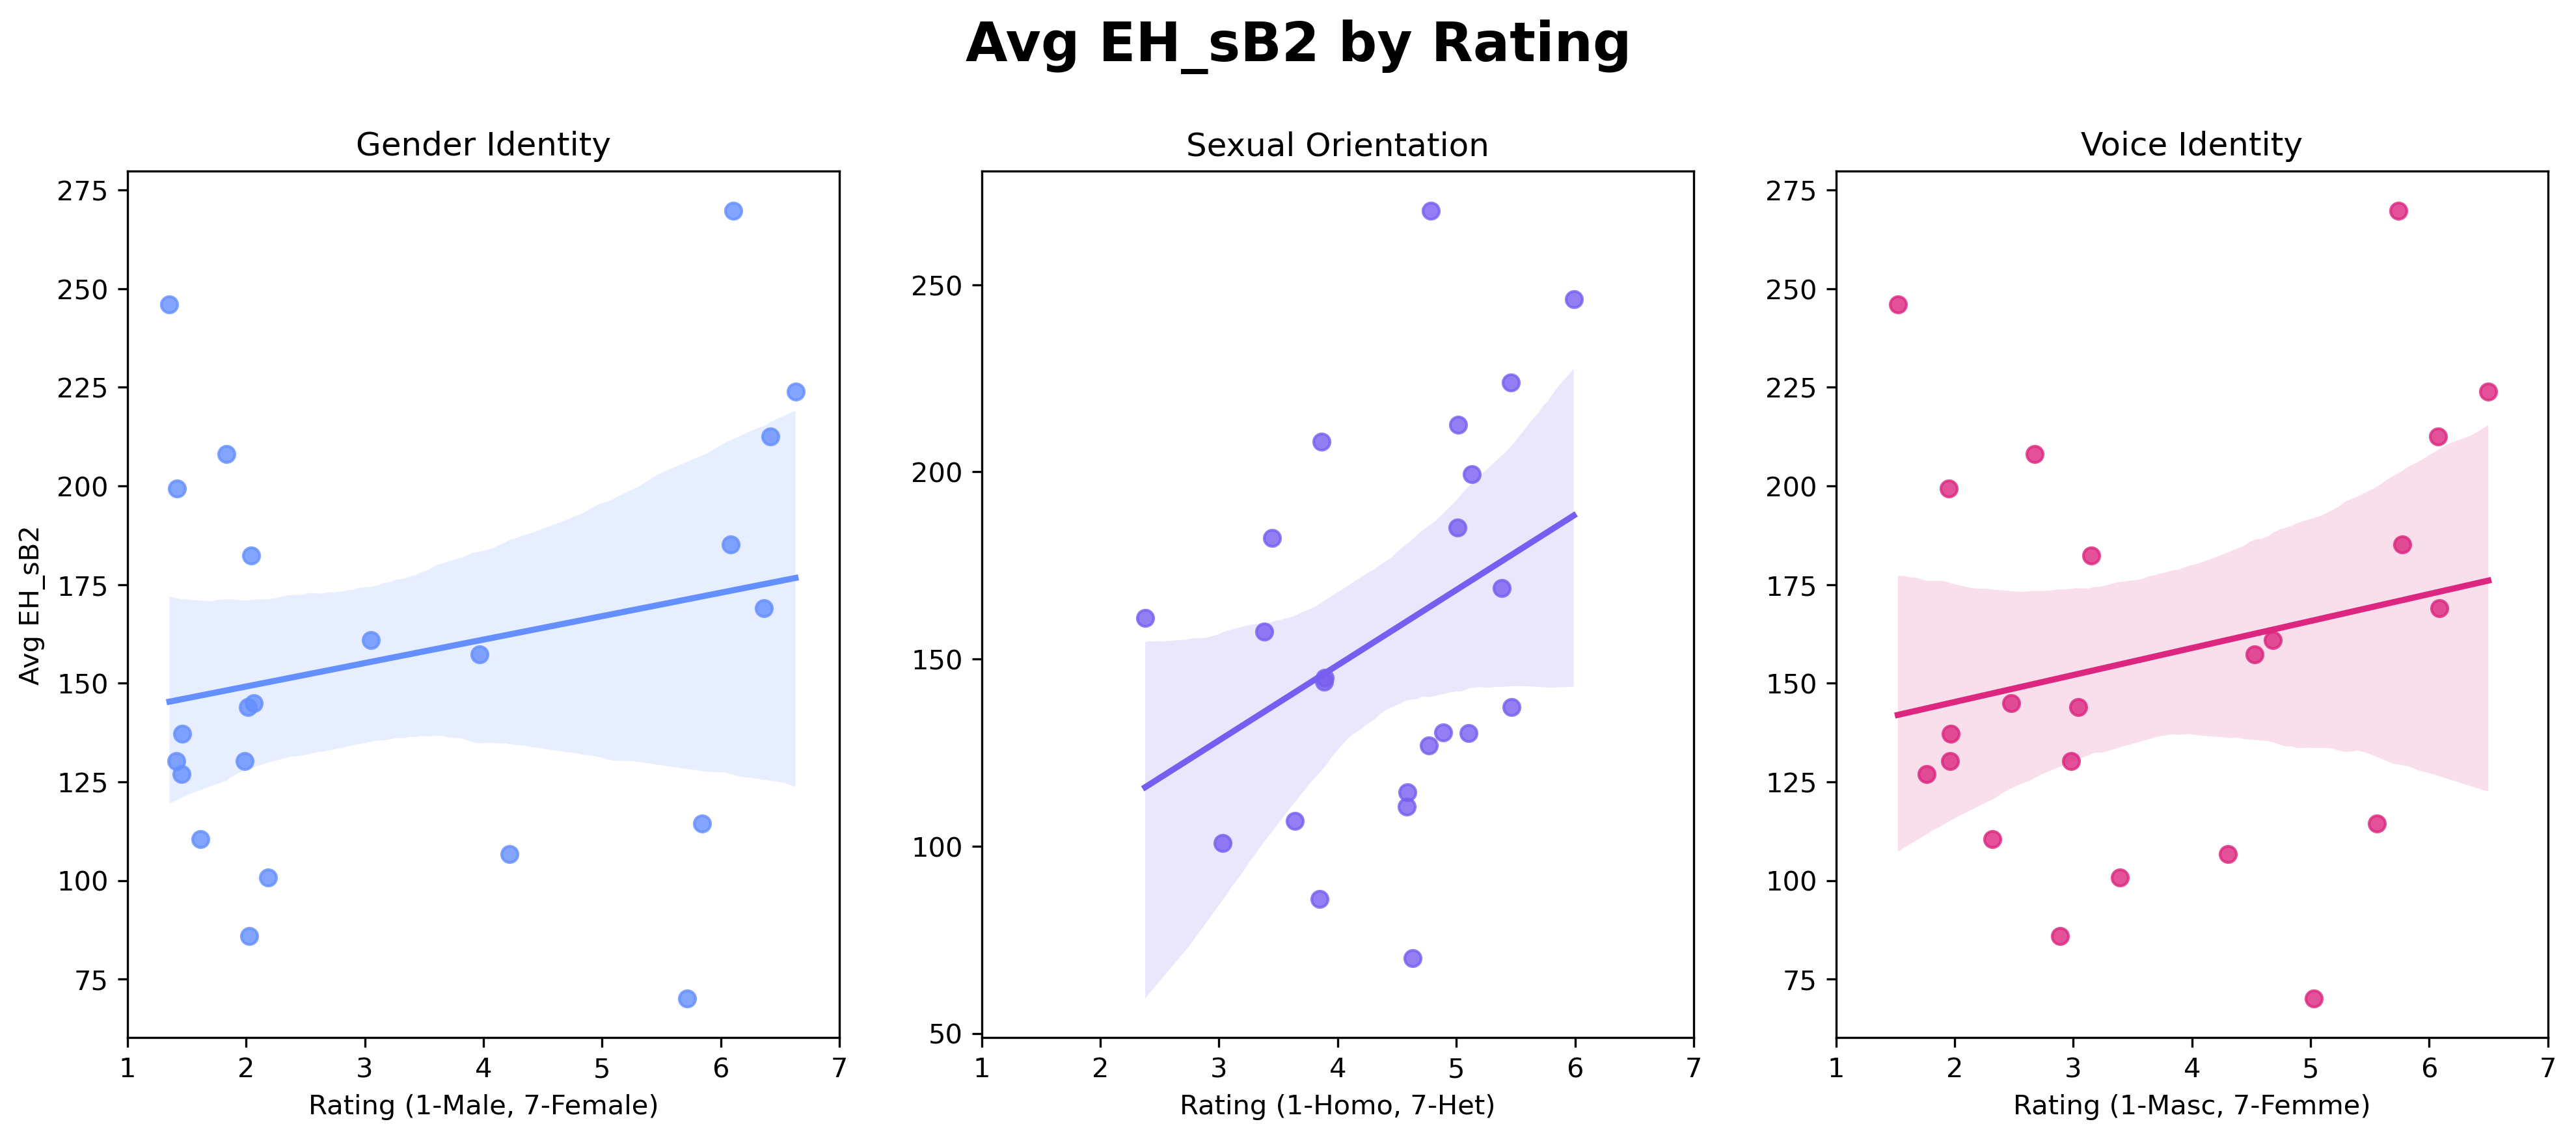 Avg EH_sB2 by Rating
Gender Identity
275
250
225
200
175
150
125
100
75
Avg EH_sB2
1 2 3 4 5 6 7
Rating (1-Male, 7-Female)
Sexual Orientation
250
200
150
100
50
1 2 3 4 5 6 7
Rating (1-Homo, 7-Het)
Voice Identity
275
250
225
200
175
150
125
100
75
1 2 3 4 5 6 7
Rating (1-Masc, 7-Femme)